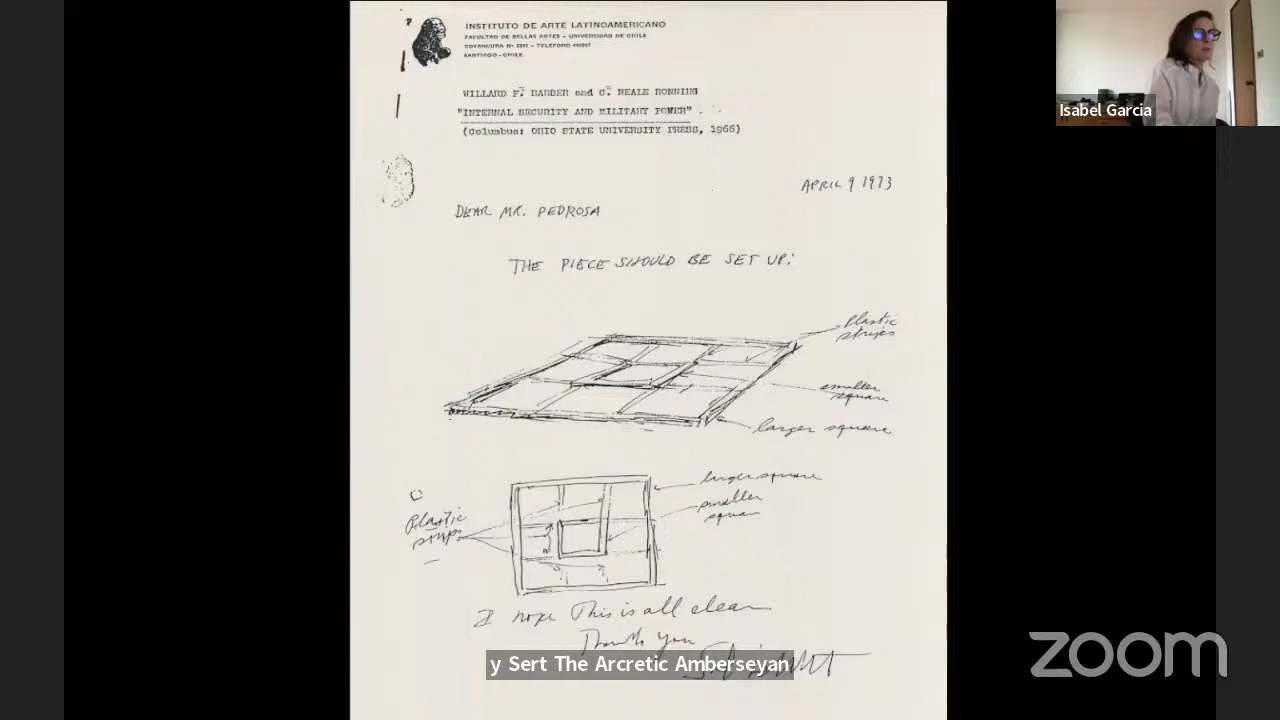 INSTITUTO DE ARTE LATINOAMERICANO
FACULTAD DE BELLAS ARTES - UNIVERSIDAD DE CHILE
SANTIAGO - CHILE.
WILLARD F. BARBER and C. NEALE RONNING
"INTERNAL SECURITY AND MILITARY POWER" .
(Columbus: OHIO STATE UNIVERSITY PRESS, 1966)
APRIL 9 1973
DEAR MR. PEDROSA
THE PIECE SHOULD BE SET UP:
Plastic
strips
smaller
square
larger square
larger square
smaller
square
Plastic
strips
I hope This is all clear
Thank you
y Sert The Arcretic Amberseyan
Isabel Garcia
zoom